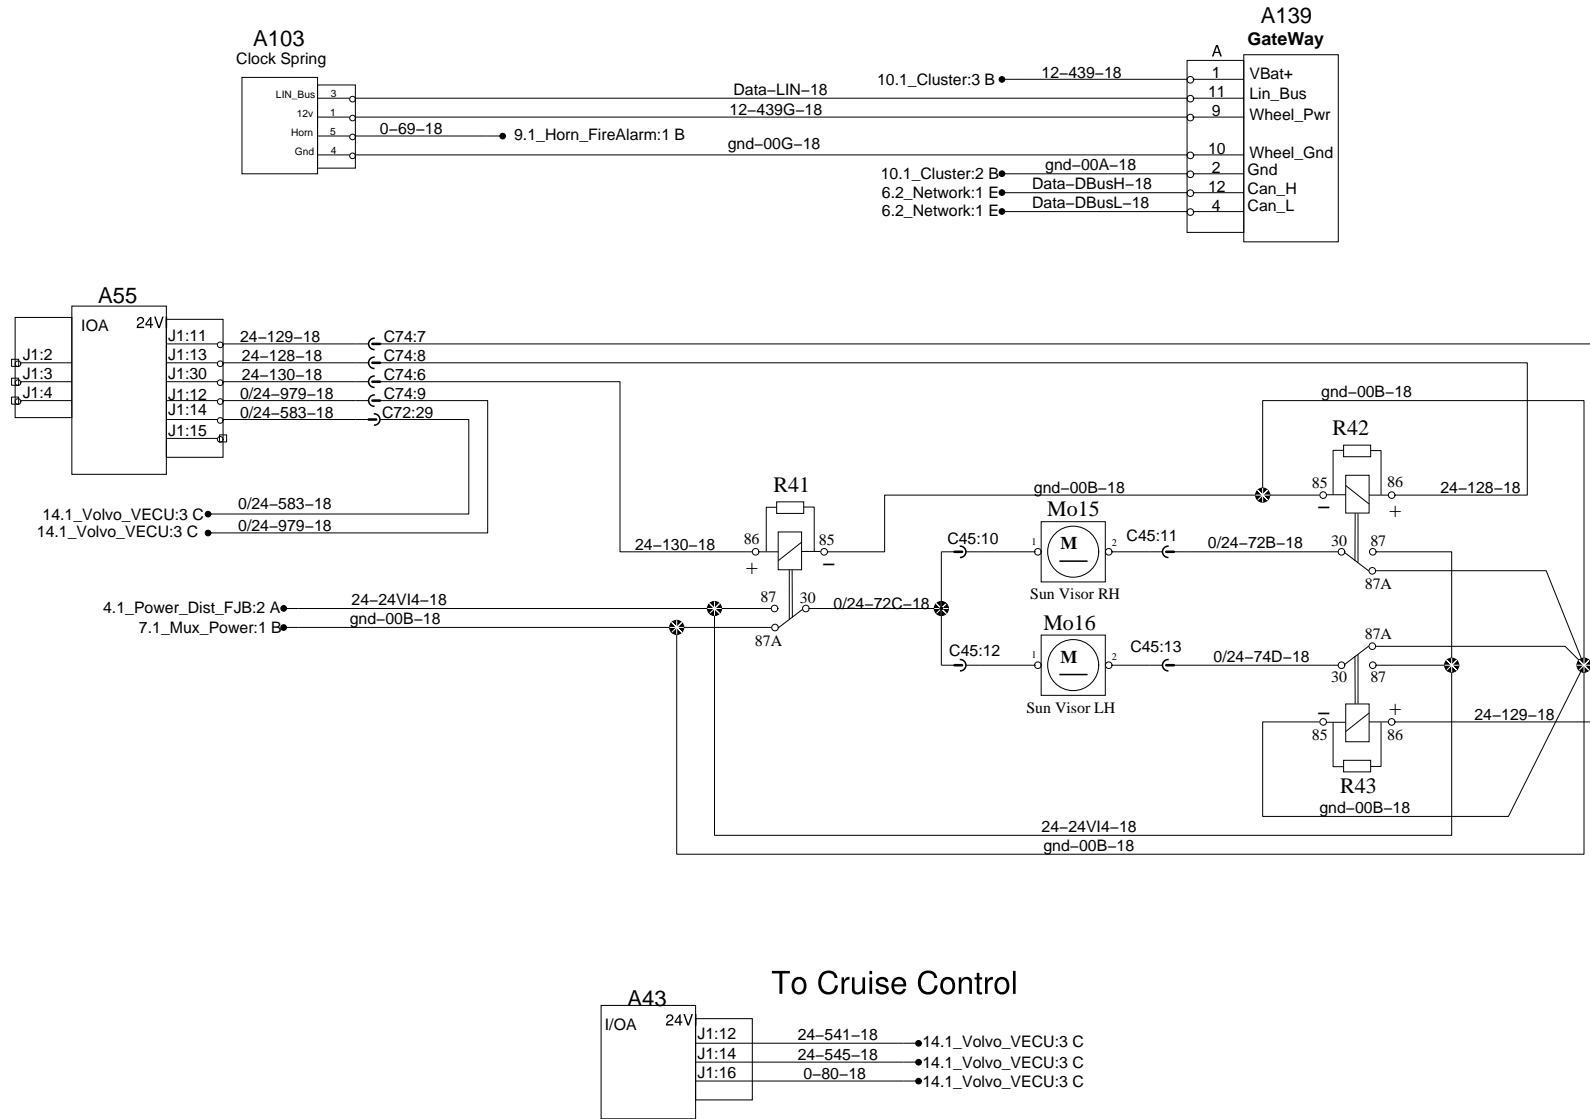 A103
Clock Spring
LIN_Bus 3
12v 1
Horn 5
Gnd 4
Data–LIN–18
12–439G–18
0–69–18
9.1_Horn_FireAlarm:1 B
gnd–00G–18
A139
GateWay
A
10.1_Cluster:3 B 12–439–18 1 VBat+
11 Lin_Bus
9 Wheel_Pwr
10 Wheel_Gnd
10.1_Cluster:2 B gnd–00A–18 2 Gnd
6.2_Network:1 E Data–DBusH–18 12 Can_H
6.2_Network:1 E Data–DBusL–18 4 Can_L
A55
IOA 24V
J1:2
J1:3
J1:4
J1:11 24–129–18 C74:7
J1:13 24–128–18 C74:8
J1:30 24–130–18 C74:6
J1:12 0/24–979–18 C74:9
J1:14 0/24–583–18 C72:29
J1:15
14.1_Volvo_VECU:3 C 0/24–583–18
14.1_Volvo_VECU:3 C 0/24–979–18
gnd–00B–18
R42
85 86
– +
24–128–18
R41
gnd–00B–18
24–130–18 86 85
+ –
Mo15
C45:10 1 M 2 C45:11 0/24–72B–18 30 87
87A
Sun Visor RH
4.1_Power_Dist_FJB:2 A 24–24VI4–18 87 30 0/24–72C–18
7.1_Mux_Power:1 B gnd–00B–18
87A
Mo16
C45:12 1 M 2 C45:13 0/24–74D–18 30 87
87A
Sun Visor LH
– +
85 86
24–129–18
R43
gnd–00B–18
24–24VI4–18
gnd–00B–18
To Cruise Control
A43
I/OA 24V
J1:12 24–541–18 14.1_Volvo_VECU:3 C
J1:14 24–545–18 14.1_Volvo_VECU:3 C
J1:16 0–80–18 14.1_Volvo_VECU:3 C